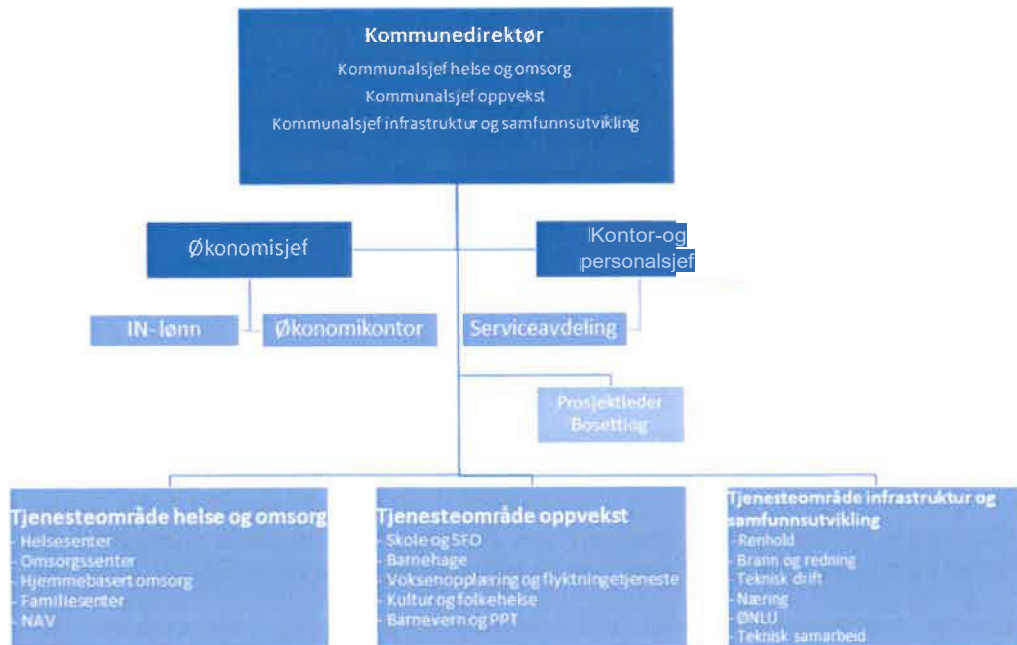 Kommunedirektør
Kommunalsjef helse og omsorg
Kommunalsjef oppvekst
Kommunalsjef infrastruktur og samfunnsutvikling
Økonomisjef
Kontor-og
personalsjef
IN-lønn
Økonomikontor
Serviceavdeling
Prosjektleder
Bosetting
Tjenesteområde helse og omsorg
- Helsesenter
- Omsorgssenter
- Hjemmebasert omsorg
- Familiesenter
- NAV
Tjenesteområde oppvekst
- Skole og SFO
- Barnehage
- Voksenopplæring og flyktningetjeneste
- Kultur og folkehelse
- Barnevern og PPT
Tjenesteområde infrastruktur og
samfunnsutvikling
- Renhold
- Brann og redning
- Teknisk drift
- Næring
- ØNLU
- Teknisk samarbeid